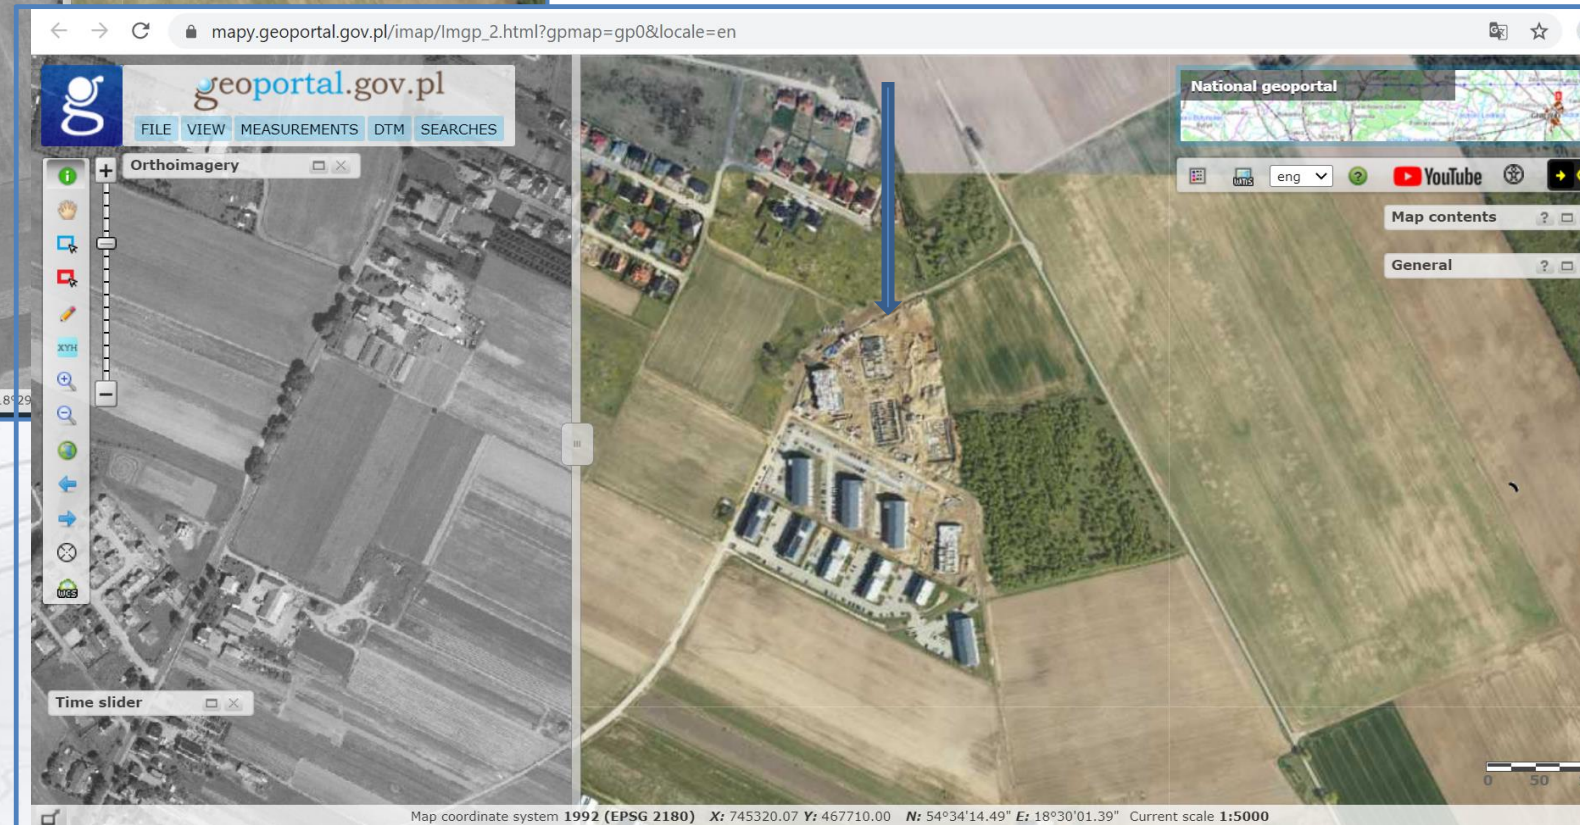 mapy.geoportal.gov.pl/imap/Imgp_2.html?gpmap=gp0&locale=en
geoportal.gov.pl
FILE VIEW MEASUREMENTS DTM SEARCHES
National geoportal
Orthoimagery
eng
YouTube
XYH
Map contents
General
WCS
Time slider
0 50
Map coordinate system 1992 (EPSG 2180) X: 745320.07 Y: 467710.00 N: 54°34'14.49" E: 18°30'01.39" Current scale 1:5000